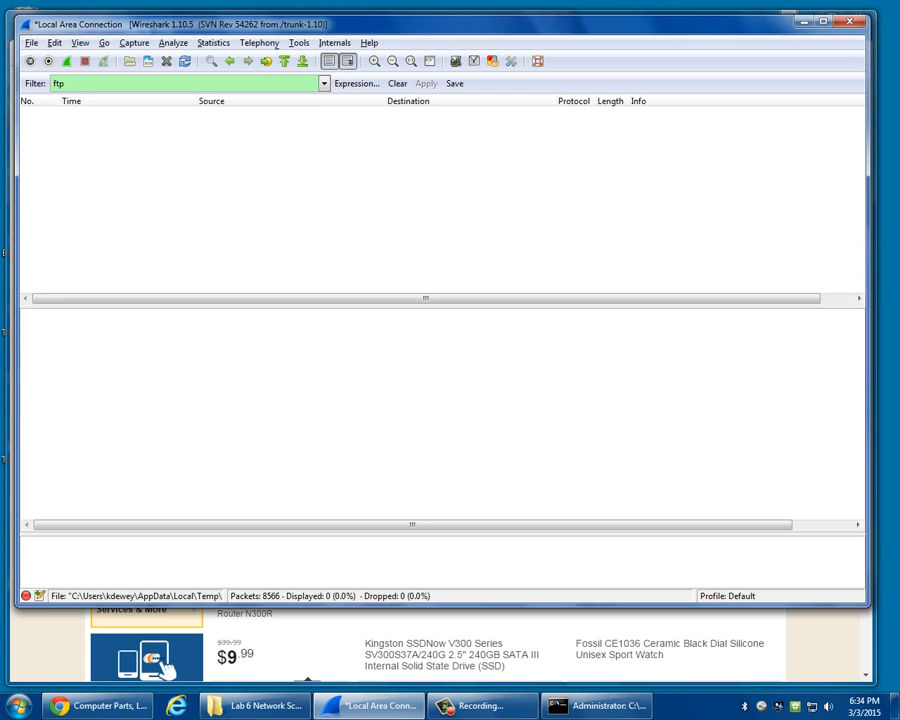 *Local Area Connection [Wireshark 1.10.5 (SVN Rev 54262 from /trunk-1.10)]
File Edit View Go Capture Analyze Statistics Telephony Tools Internals Help
Filter: ftp Expression... Clear Apply Save
No. Time Source Destination Protocol Length Info
File: "C:\Users\kdewey\AppData\Local\Temp\ Packets: 8566 · Displayed: 0 (0.0%) · Dropped: 0 (0.0%) Profile: Default
Services & More
Router N300R
$39.99
$9.99
Kingston SSDNow V300 Series
SV300S37A/240G 2.5" 240GB SATA III
Internal Solid State Drive (SSD)
Fossil CE1036 Ceramic Black Dial Silicone
Unisex Sport Watch
Computer Parts, L... Lab 6 Network Sc... *Local Area Conn... Recording... Administrator: C:\...
6:34 PM
3/3/2015